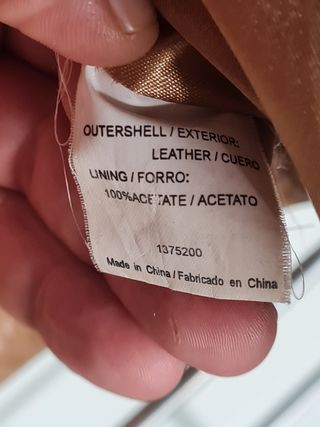 OUTERSHELL / EXTERIOR:
LEATHER / CUERO
LINING / FORRO:
100%ACETATE / ACETATO
1375200
Made in China / Fabricado en China